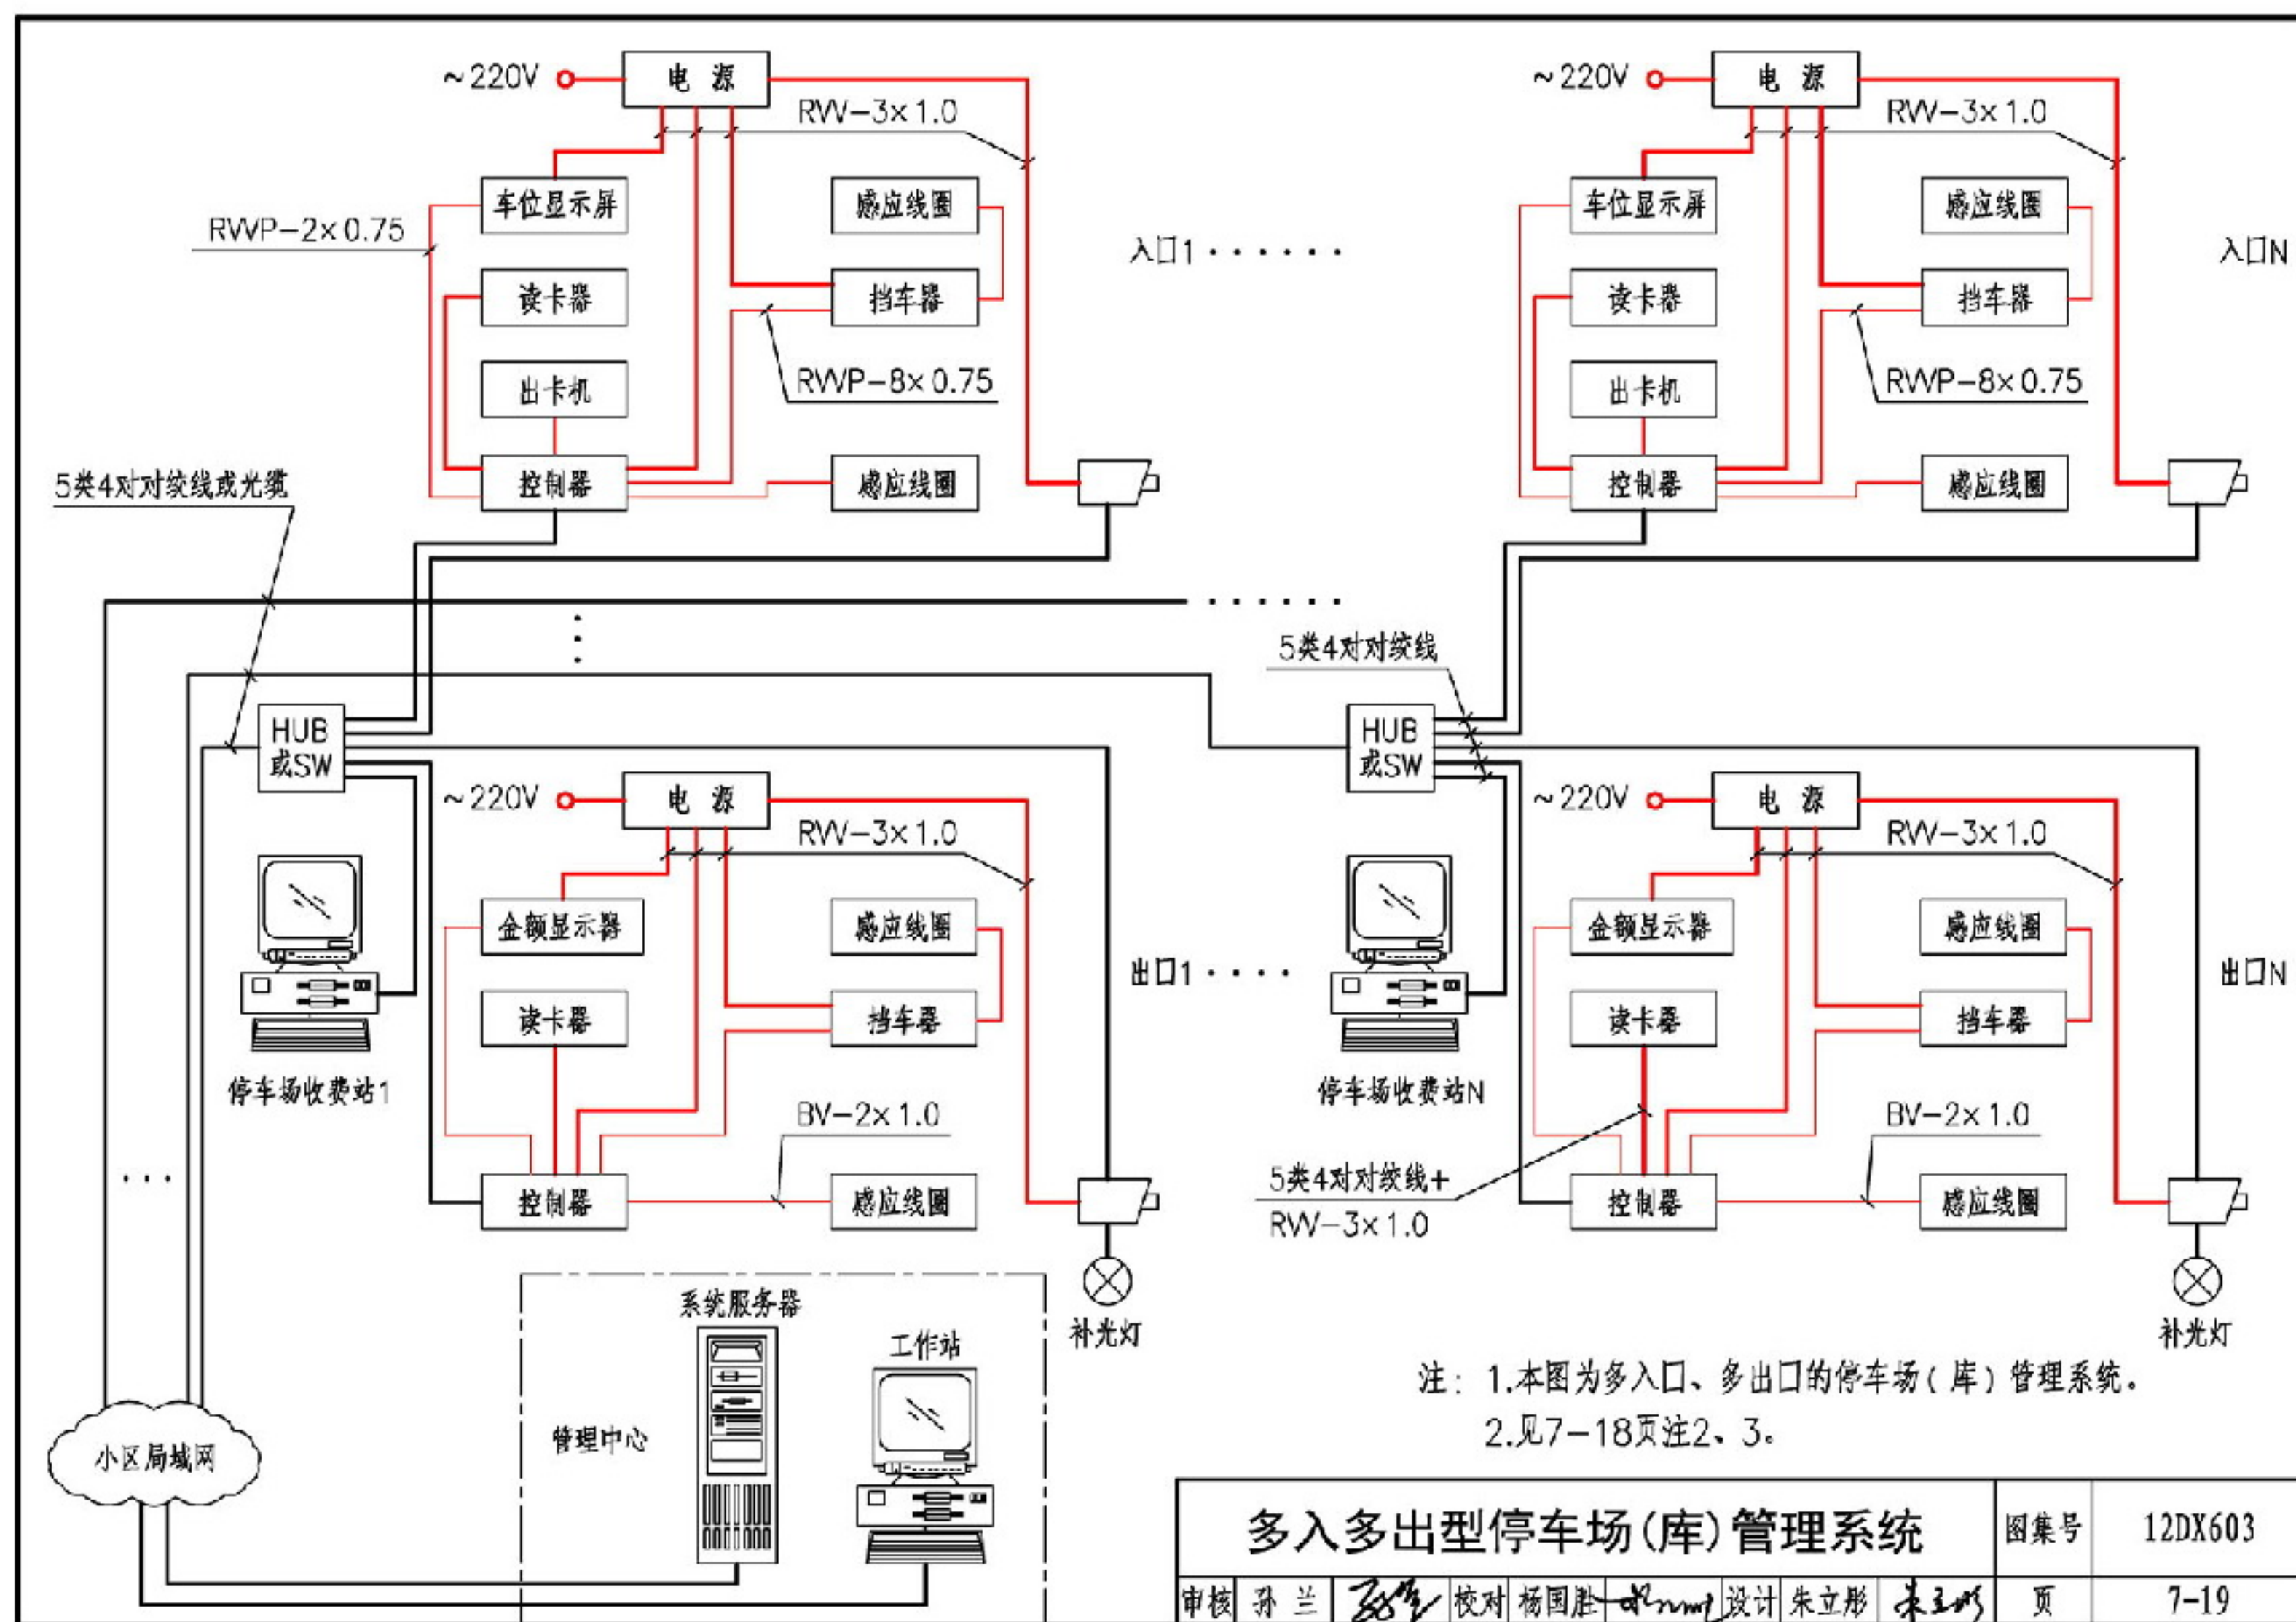 ~220V
电 源
RVV-3×1.0
车位显示屏
感应线圈
RVVP-2×0.75
入口1 · · · · · ·
读卡器
挡车器
出卡机
RVVP-8×0.75
控制器
感应线圈
5类4对对绞线或光缆
~220V
电 源
RVV-3×1.0
车位显示屏
感应线圈
入口N
读卡器
挡车器
出卡机
RVVP-8×0.75
控制器
感应线圈
5类4对对绞线
HUB
或SW
~220V
电 源
RVV-3×1.0
金额显示器
感应线圈
出口1 · · · ·
读卡器
挡车器
停车场收费站1
BV-2×1.0
控制器
感应线圈
补光灯
HUB
或SW
~220V
电 源
RVV-3×1.0
金额显示器
感应线圈
出口N
读卡器
挡车器
停车场收费站N
BV-2×1.0
5类4对对绞线+
RVV-3×1.0
控制器
感应线圈
补光灯
系统服务器
工作站
管理中心
小区局域网
注: 1.本图为多入口、多出口的停车场(库)管理系统。
2.见7-18页注2、3。
多入多出型停车场(库)管理系统
图集号
12DX603
审核 孙 兰 校对 杨国胜 设计 朱立彤 朱立彤 页 7-19